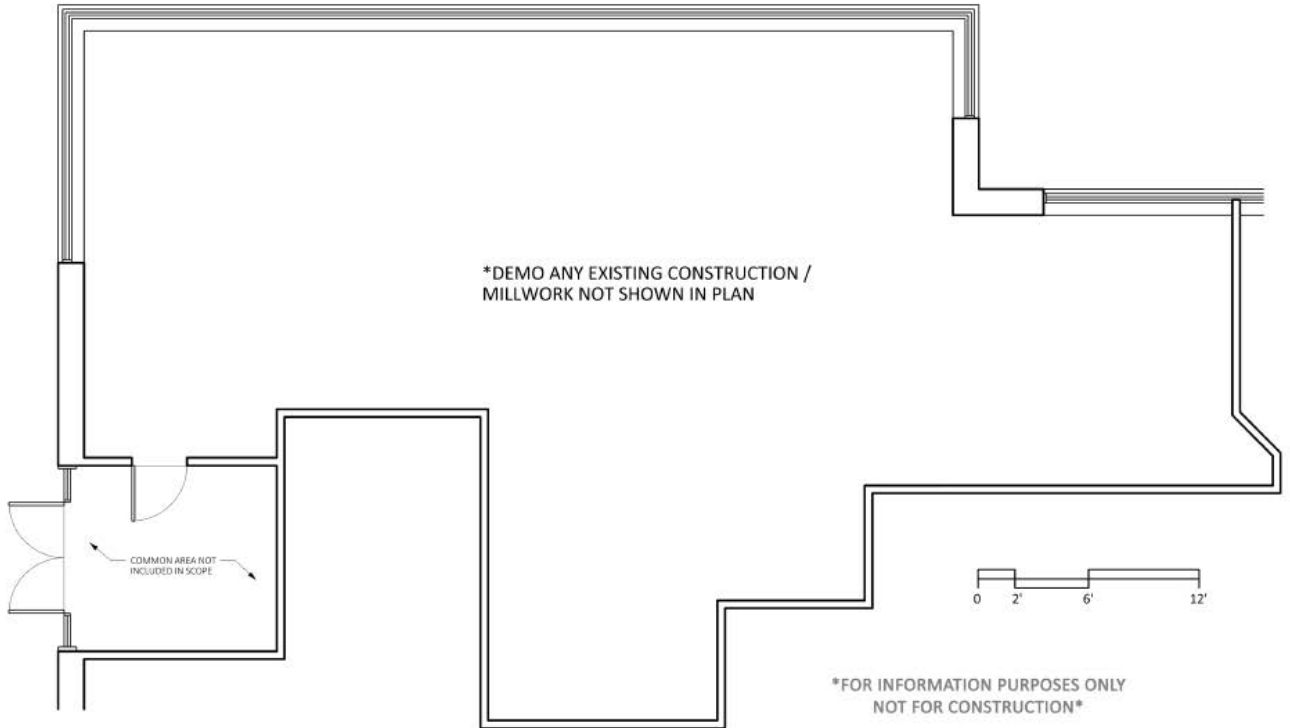 *DEMO ANY EXISTING CONSTRUCTION /
MILLWORK NOT SHOWN IN PLAN
COMMON AREA NOT
INCLUDED IN SCOPE
0 2' 6' 12'
*FOR INFORMATION PURPOSES ONLY
NOT FOR CONSTRUCTION*